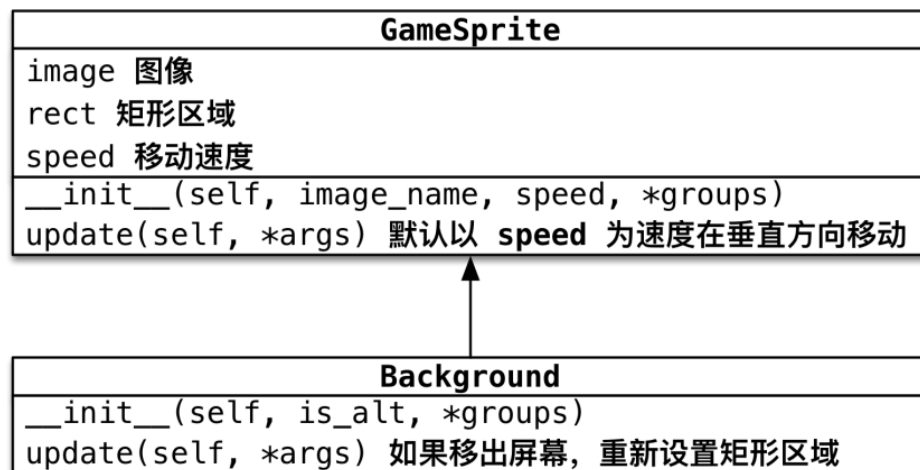 GameSprite
image 图像
rect 矩形区域
speed 移动速度
__init__(self, image_name, speed, *groups)
update(self, *args) 默认以 speed 为速度在垂直方向移动
Background
__init__(self, is_alt, *groups)
update(self, *args) 如果移出屏幕，重新设置矩形区域